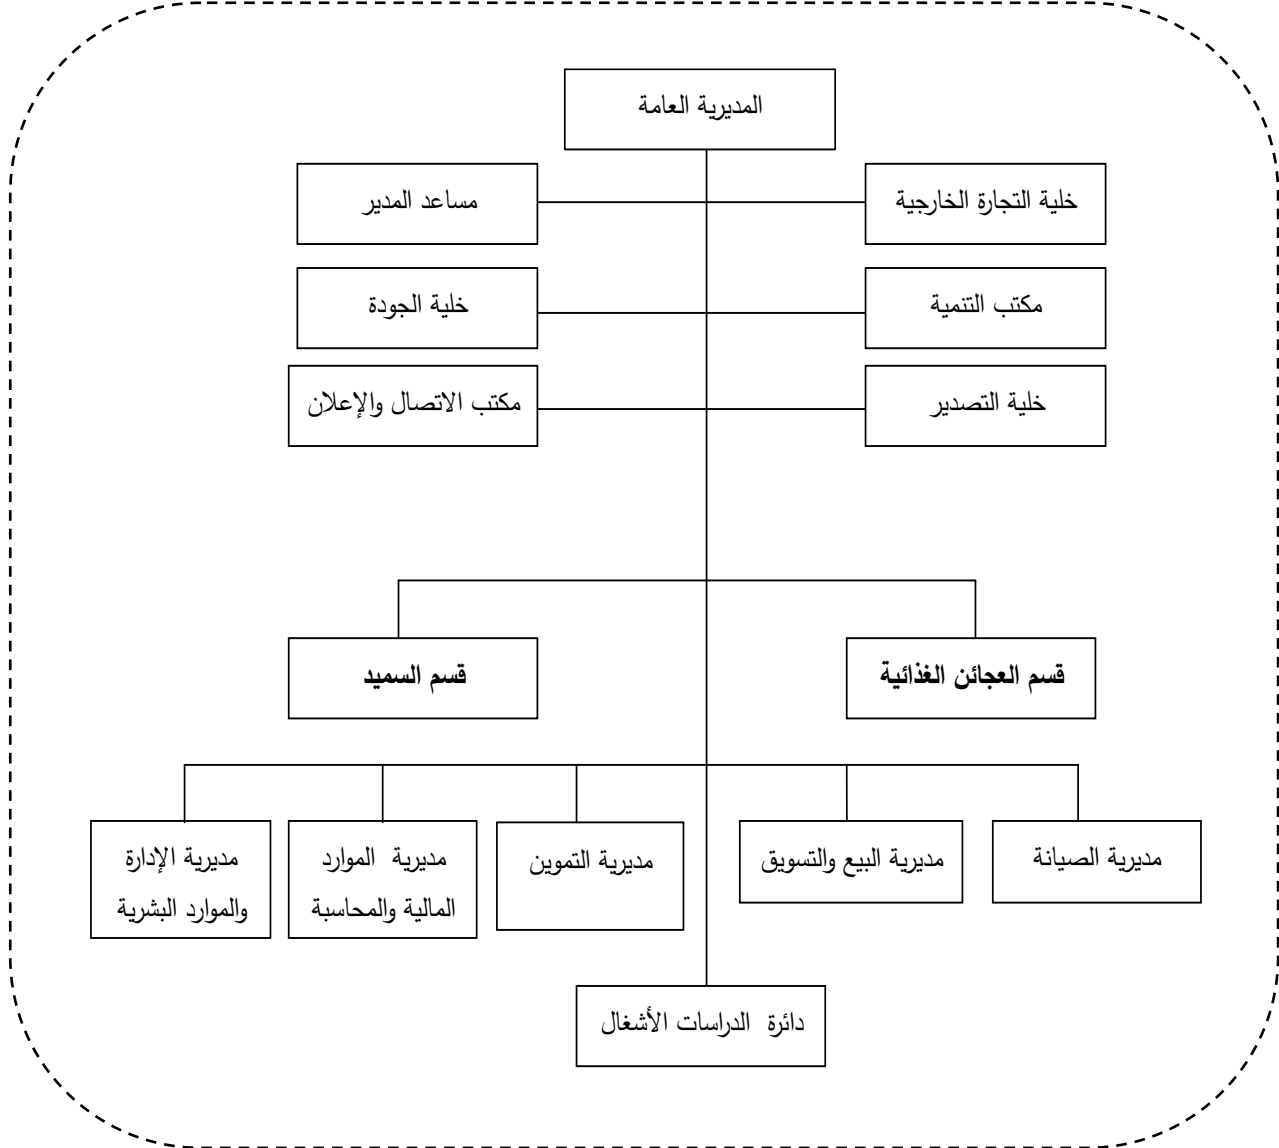 المديرية العامة
خلية التجارة الخارجية
مساعد المدير
مكتب التنمية
خلية الجودة
خلية التصدير
مكتب الاتصال والإعلان
قسم العجائن الغذائية
قسم السميد
مديرية الصيانة
مديرية البيع والتسويق
مديرية التموين
مديرية الموارد
المالية والمحاسبة
مديرية الإدارة
والموارد البشرية
دائرة الدراسات الأشغال